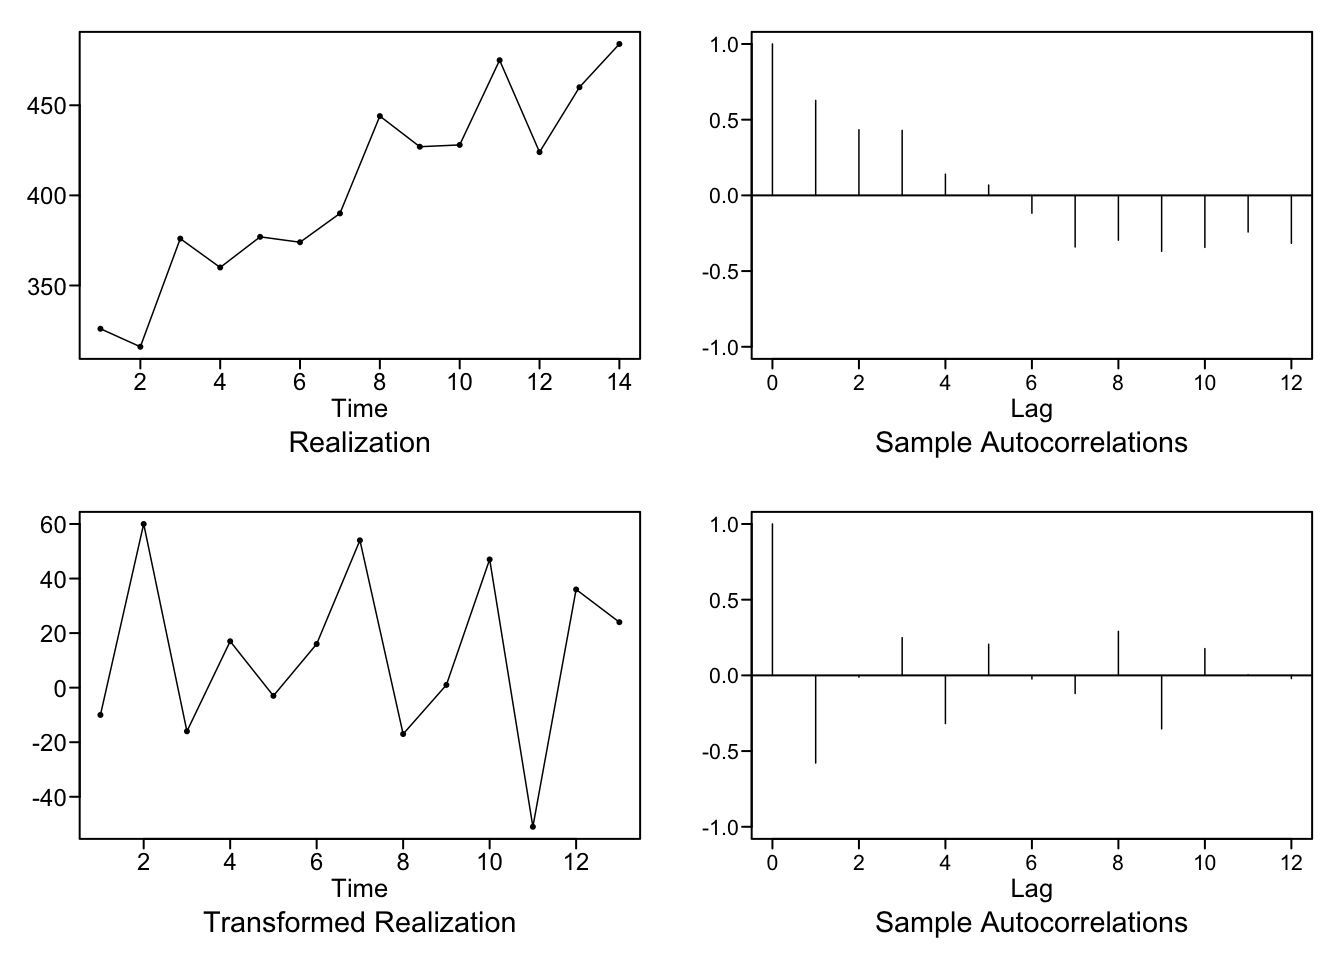 450
400
350
2 4 6 8 10 12 14
Time
Realization
1.0
0.5
0.0
-0.5
-1.0
0 2 4 6 8 10 12
Lag
Sample Autocorrelations
60
40
20
0
-20
-40
2 4 6 8 10 12
Time
Transformed Realization
1.0
0.5
0.0
-0.5
-1.0
0 2 4 6 8 10 12
Lag
Sample Autocorrelations